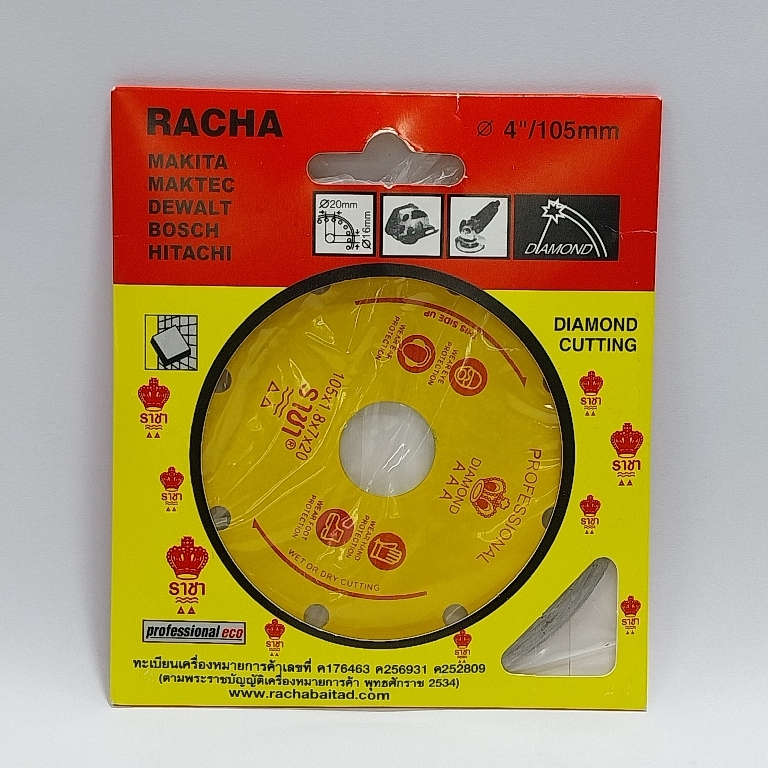 RACHA
⌀ 4"/105mm
MAKITA
MAKTEC
DEWALT
BOSCH
HITACHI
⌀20mm
⌀16mm
DIAMOND
DIAMOND
CUTTING
THIS SIDE UP
WEAR EAR
PROTECTION
WEAR EYE
PROTECTION
105x1.8x7x20
ราชา®
PROFESSIONAL
DIAMOND
AAA
WEAR FOOT
PROTECTION
WEAR HAND
PROTECTION
WET OR DRY CUTTING
ราชา
ราชา
ราชา
ราชา
ราชา
ราชา
ราชา
ราชา
ราชา
professional eco
ทะเบียนเครื่องหมายการค้าเลขที่ ค176463 ค256931 ค252809
(ตามพระราชบัญญัติเครื่องหมายการค้า พุทธศักราช 2534)
www.rachabaitad.com